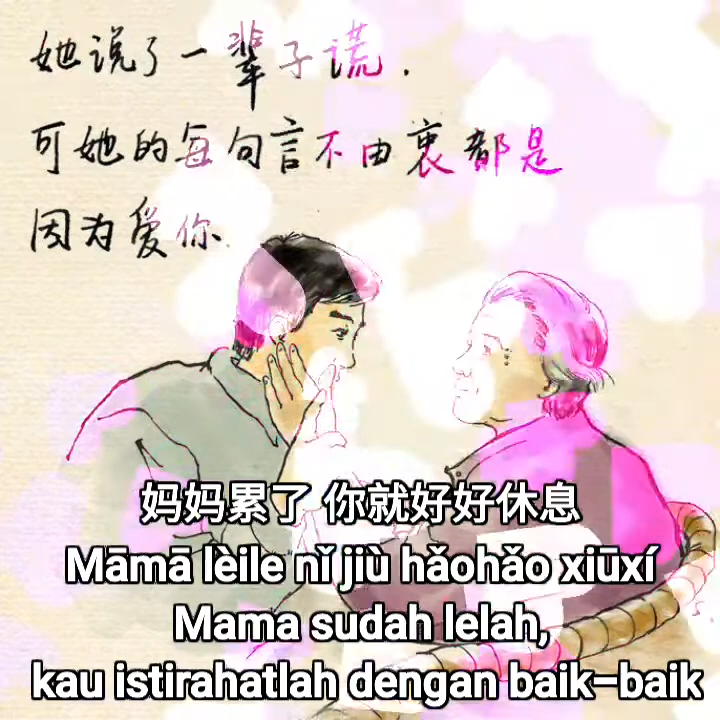 她说了一辈子谎.
可她的每句言不由衷都是
因为爱你
妈妈累了 你就好好休息
Māmā lèile nǐ jiù hǎohǎo xiūxí
Mama sudah lelah,
kau istirahatlah dengan baik-baik